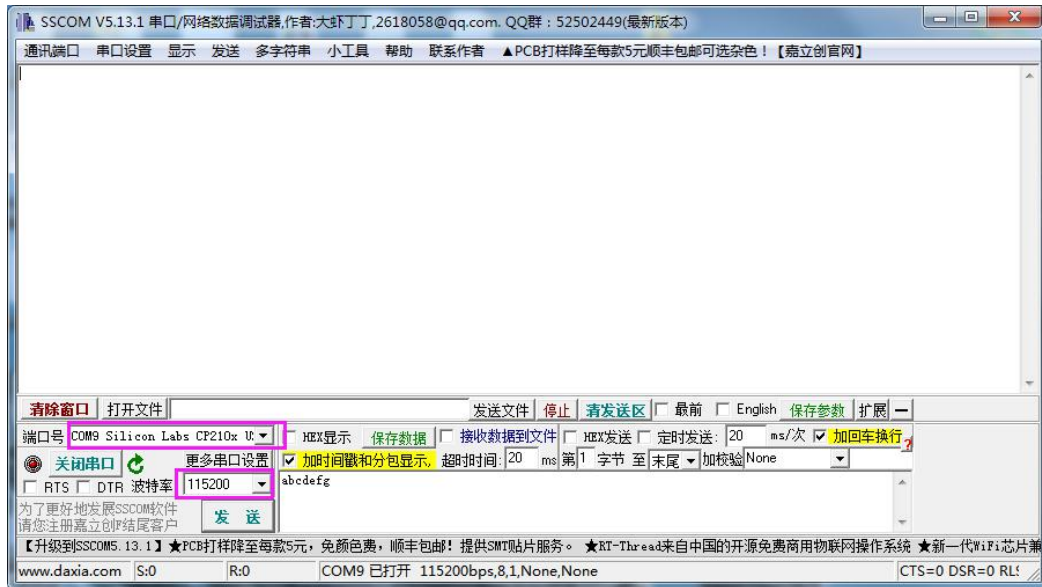 SSCOM V5.13.1 串口/网络数据调试器,作者:大虾丁丁,2618058@qq.com. QQ群：52502449(最新版本)
通讯端口 串口设置 显示 发送 多字符串 小工具 帮助 联系作者 ▲PCB打样降至每款5元顺丰包邮可选杂色！【嘉立创官网】
清除窗口 打开文件 发送文件 停止 清发送区 最前 English 保存参数 扩展 —
端口号 COM9 Silicon Labs CP210x U HEX显示 保存数据 接收数据到文件 HEX发送 定时发送: 20 ms/次 加回车换行
关闭串口 更多串口设置 加时间戳和分包显示, 超时时间: 20 ms 第 1 字节 至 末尾 加校验 None
RTS DTR 波特率 115200 abcdefg
为了更好地发展SSCOM软件
请您注册嘉立创F结尾客户
发 送
【升级到SSCOM5.13.1】★PCB打样降至每款5元，免颜色费，顺丰包邮！提供SMT贴片服务。 ★RT-Thread来自中国的开源免费商用物联网操作系统 ★新一代WiFi芯片兼
www.daxia.com S:0 R:0 COM9 已打开 115200bps,8,1,None,None CTS=0 DSR=0 RLS